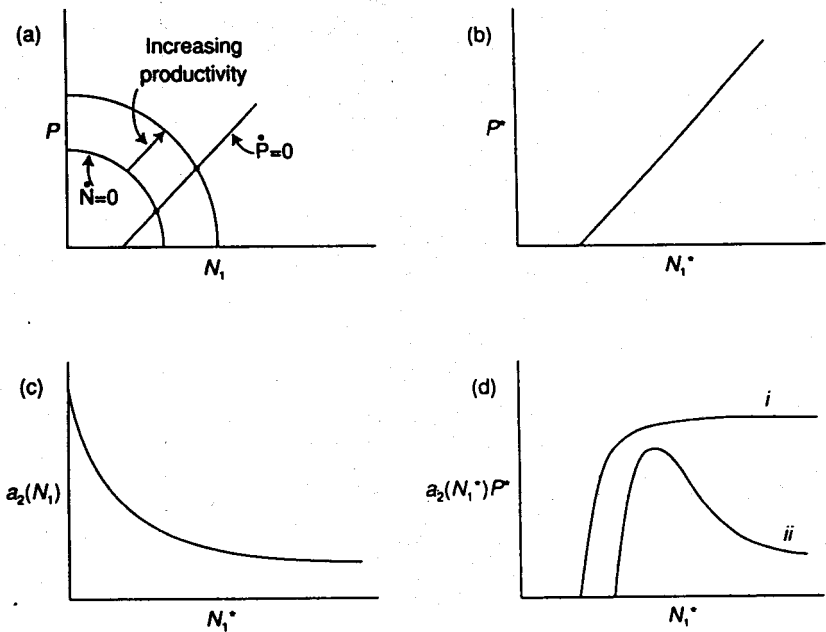 (a)
Increasing
productivity
P
Ṗ=0
Ṅ=0
N₁
(b)
P*
N₁*
(c)
a₂(N₁)
N₁*
(d)
i
a₂(N₁*)P*
ii
N₁*